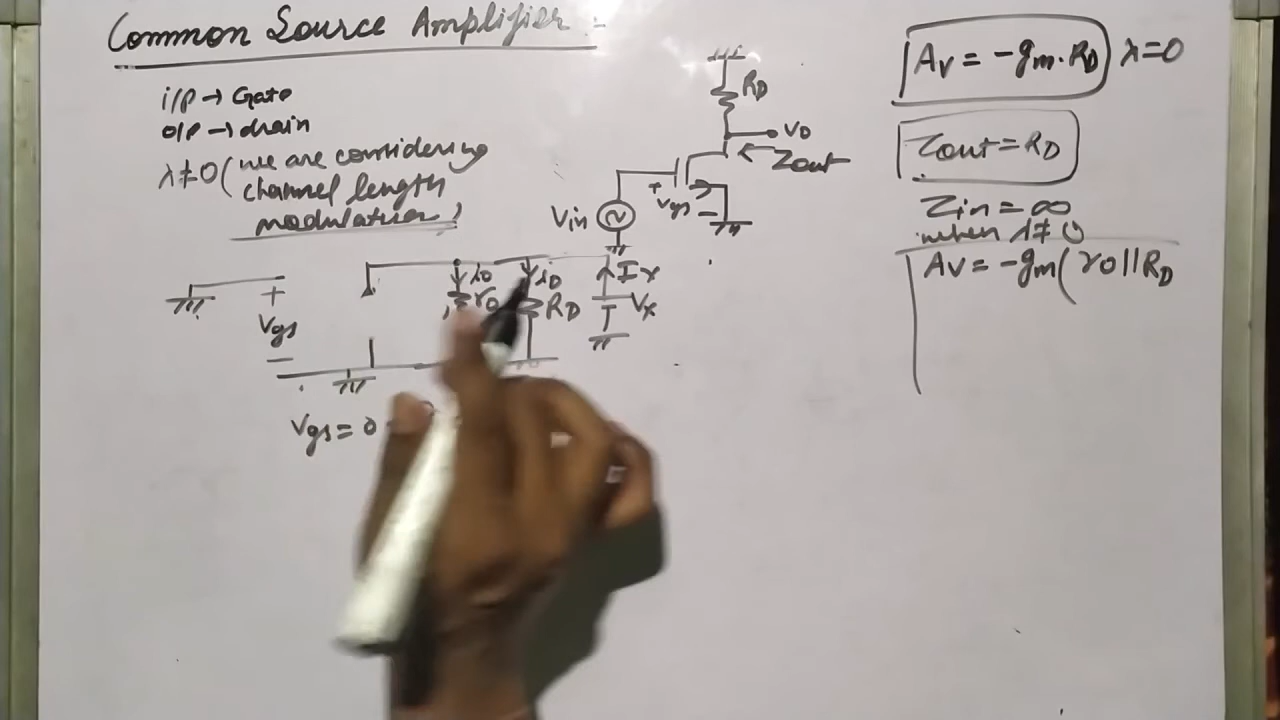 Common Source Amplifier :-
i/p → Gate
o/p → drain
λ ≠ 0 ( we are considering
channel length
modulation )
RD
VD
Zout
Vin
+
Vgs
−
Av = -gm.RD λ=0
Zout = RD
Zin = ∞
when λ ≠ 0
Av = -gm( ro || RD
+
Vgs
−
ro
iD
RD
Ix
Vx
Vgs = 0